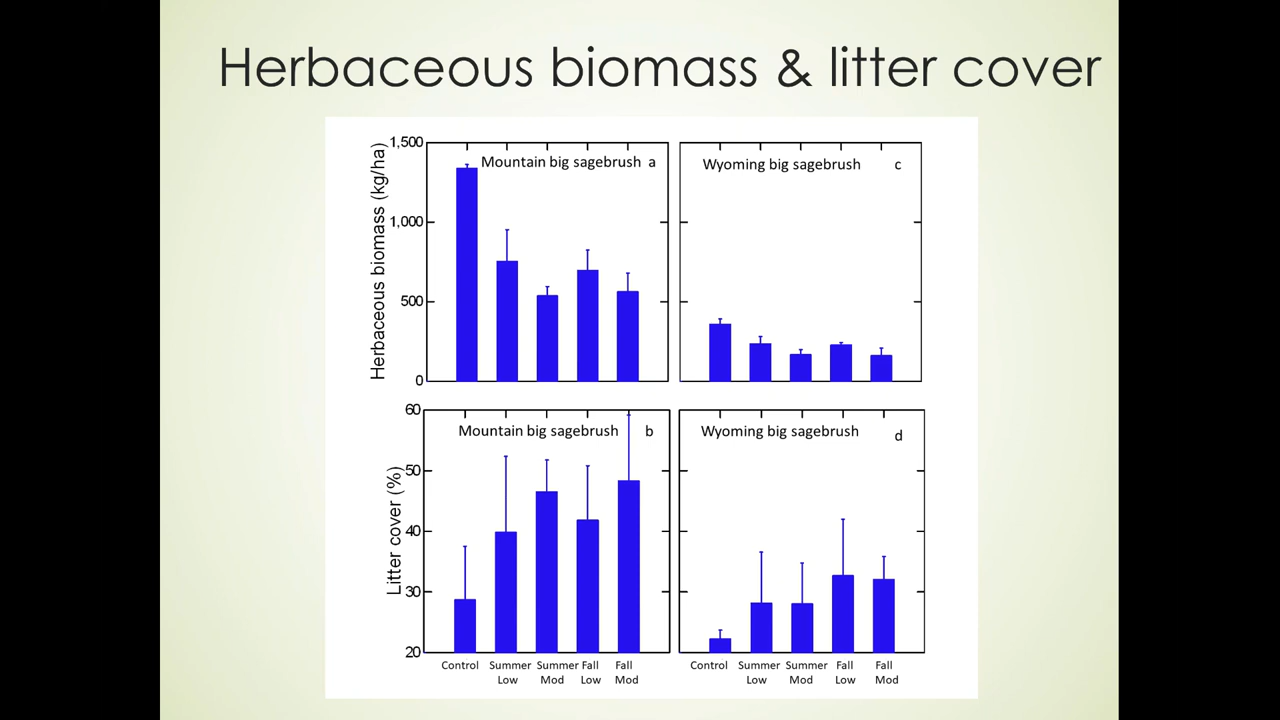 Herbaceous biomass & litter cover
Herbaceous biomass (kg/ha)
1,500
1,000
500
0
Mountain big sagebrush a
Wyoming big sagebrush c
Litter cover (%)
60
50
40
30
20
Mountain big sagebrush b
Wyoming big sagebrush d
Control Summer Low Summer Mod Fall Low Fall Mod
Control Summer Low Summer Mod Fall Low Fall Mod